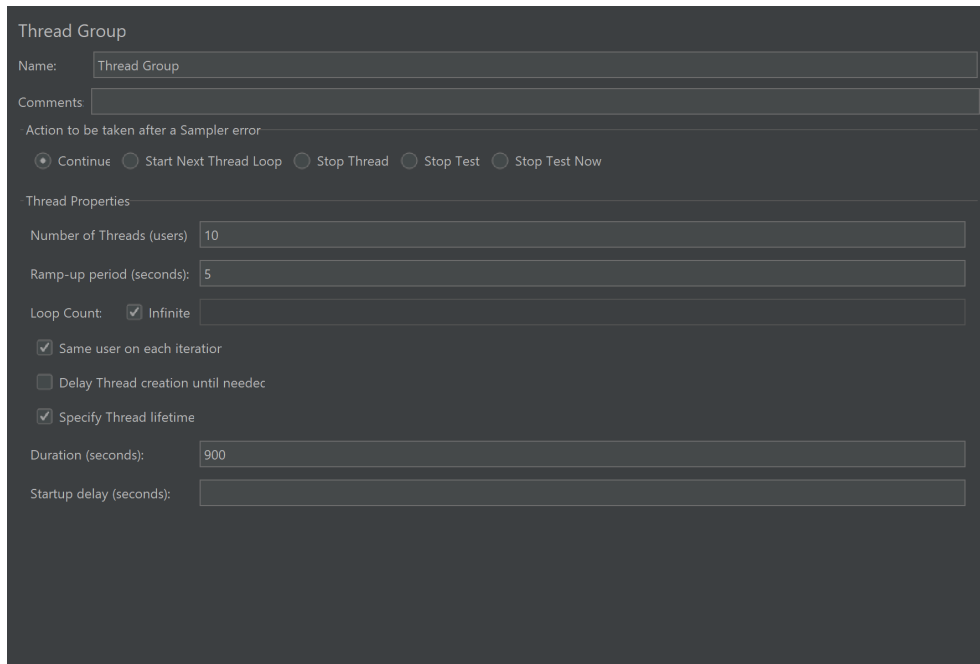 Thread Group
Name: Thread Group
Comments
Action to be taken after a Sampler error
Continue Start Next Thread Loop Stop Thread Stop Test Stop Test Now
Thread Properties
Number of Threads (users) 10
Ramp-up period (seconds): 5
Loop Count: Infinite
Same user on each iteration
Delay Thread creation until needed
Specify Thread lifetime
Duration (seconds): 900
Startup delay (seconds):